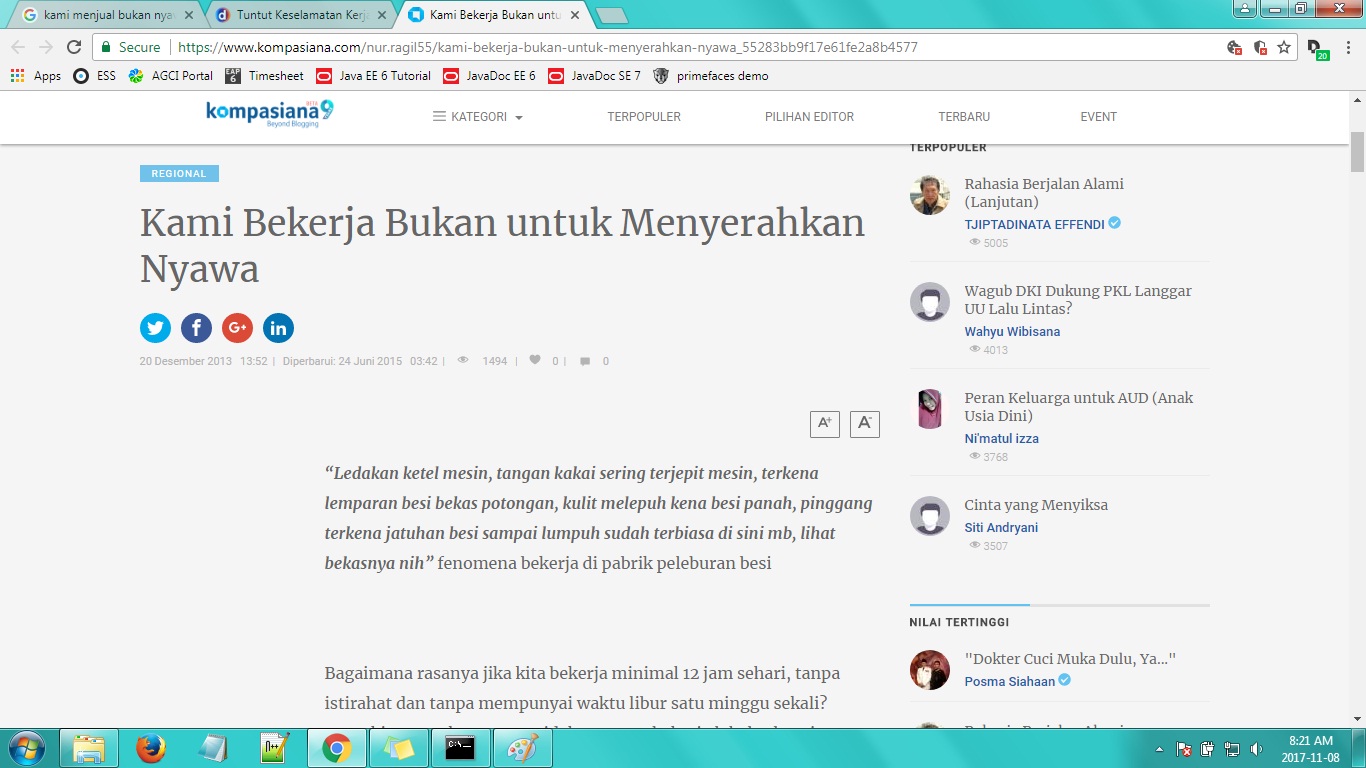 kami menjual bukan nya
Tuntut Keselamatan Kerj
Kami Bekerja Bukan untu
Secure
https://www.kompasiana.com/nur.ragil55/kami-bekerja-bukan-untuk-menyerahkan-nyawa_55283bb9f17e61fe2a8b4577
20
Apps
ESS
AGCI Portal
EAP 6
Timesheet
Java EE 6 Tutorial
JavaDoc EE 6
JavaDoc SE 7
primefaces demo
kompasiana9
BETA
Beyond Blogging
KATEGORI
TERPOPULER
PILIHAN EDITOR
TERBARU
EVENT
REGIONAL
Kami Bekerja Bukan untuk Menyerahkan
Nyawa
20 Desember 2013 13:52 | Diperbarui: 24 Juni 2015 03:42 | 1494 | 0 | 0
A+ A-
“Ledakan ketel mesin, tangan kakai sering terjepit mesin, terkena
lemparan besi bekas potongan, kulit melepuh kena besi panah, pinggang
terkena jatuhan besi sampai lumpuh sudah terbiasa di sini mb, lihat
bekasnya nih” fenomena bekerja di pabrik peleburan besi
Bagaimana rasanya jika kita bekerja minimal 12 jam sehari, tanpa
istirahat dan tanpa mempunyai waktu libur satu minggu sekali?
TERPOPULER
Rahasia Berjalan Alami
(Lanjutan)
TJIPTADINATA EFFENDI
5005
Wagub DKI Dukung PKL Langgar
UU Lalu Lintas?
Wahyu Wibisana
4013
Peran Keluarga untuk AUD (Anak
Usia Dini)
Ni'matul izza
3768
Cinta yang Menyiksa
Siti Andryani
3507
NILAI TERTINGGI
"Dokter Cuci Muka Dulu, Ya..."
Posma Siahaan
8:21 AM
2017-11-08